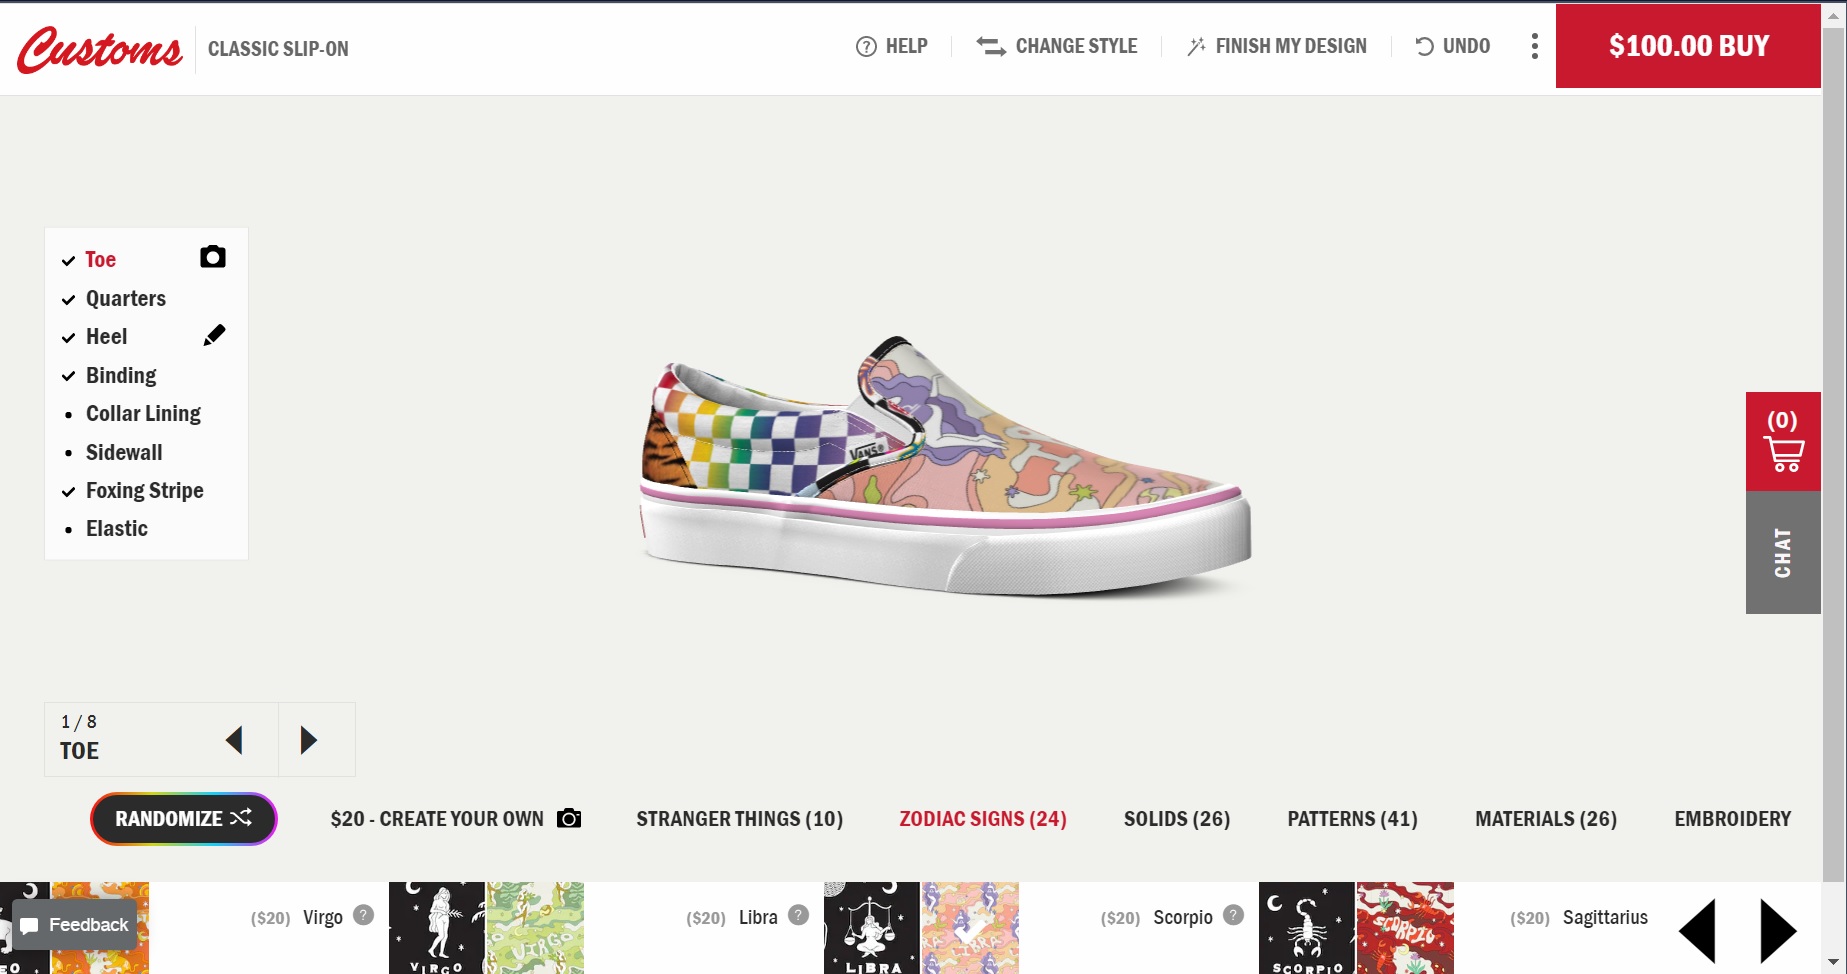 Customs
CLASSIC SLIP-ON
HELP
CHANGE STYLE
FINISH MY DESIGN
UNDO
$100.00 BUY
Toe
Quarters
Heel
Binding
Collar Lining
Sidewall
Foxing Stripe
Elastic
VANS
(0)
CHAT
1 / 8
TOE
RANDOMIZE
$20 - CREATE YOUR OWN
STRANGER THINGS (10)
ZODIAC SIGNS (24)
SOLIDS (26)
PATTERNS (41)
MATERIALS (26)
EMBROIDERY
Feedback
($20) Virgo ?
VIRGO
VIRGO
($20) Libra ?
LIBRA
LIBRA
($20) Scorpio ?
SCORPIO
SCORPIO
($20) Sagittarius